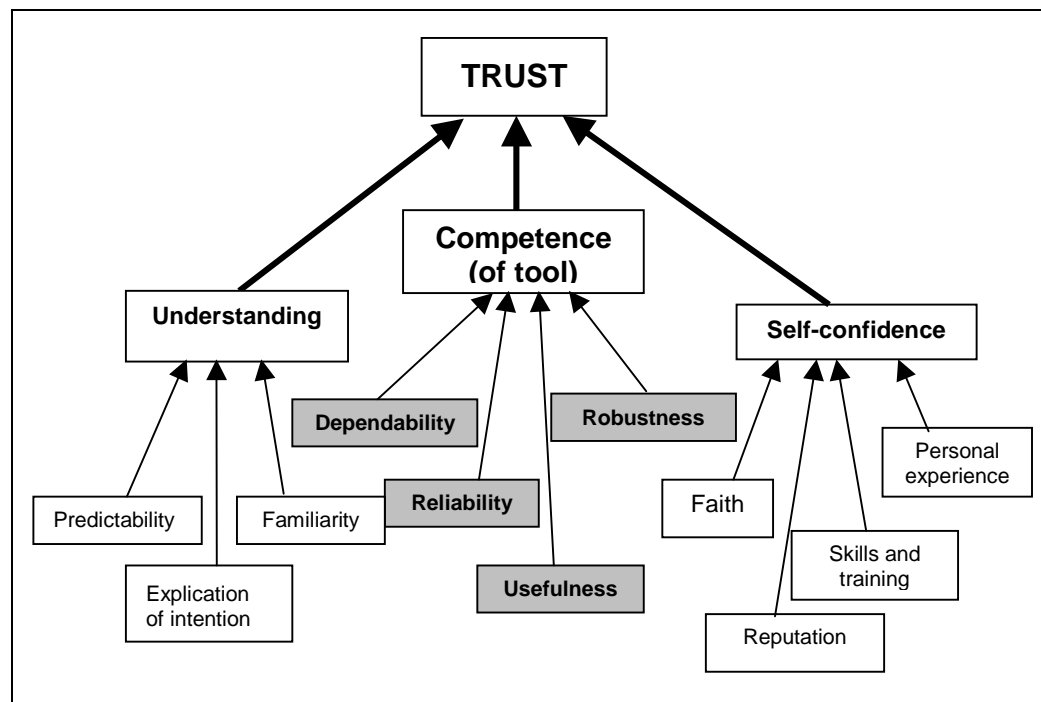 TRUST
Competence
(of tool)
Understanding
Self-confidence
Dependability
Robustness
Personal
experience
Predictability
Familiarity
Reliability
Faith
Explication
of intention
Usefulness
Skills and
training
Reputation